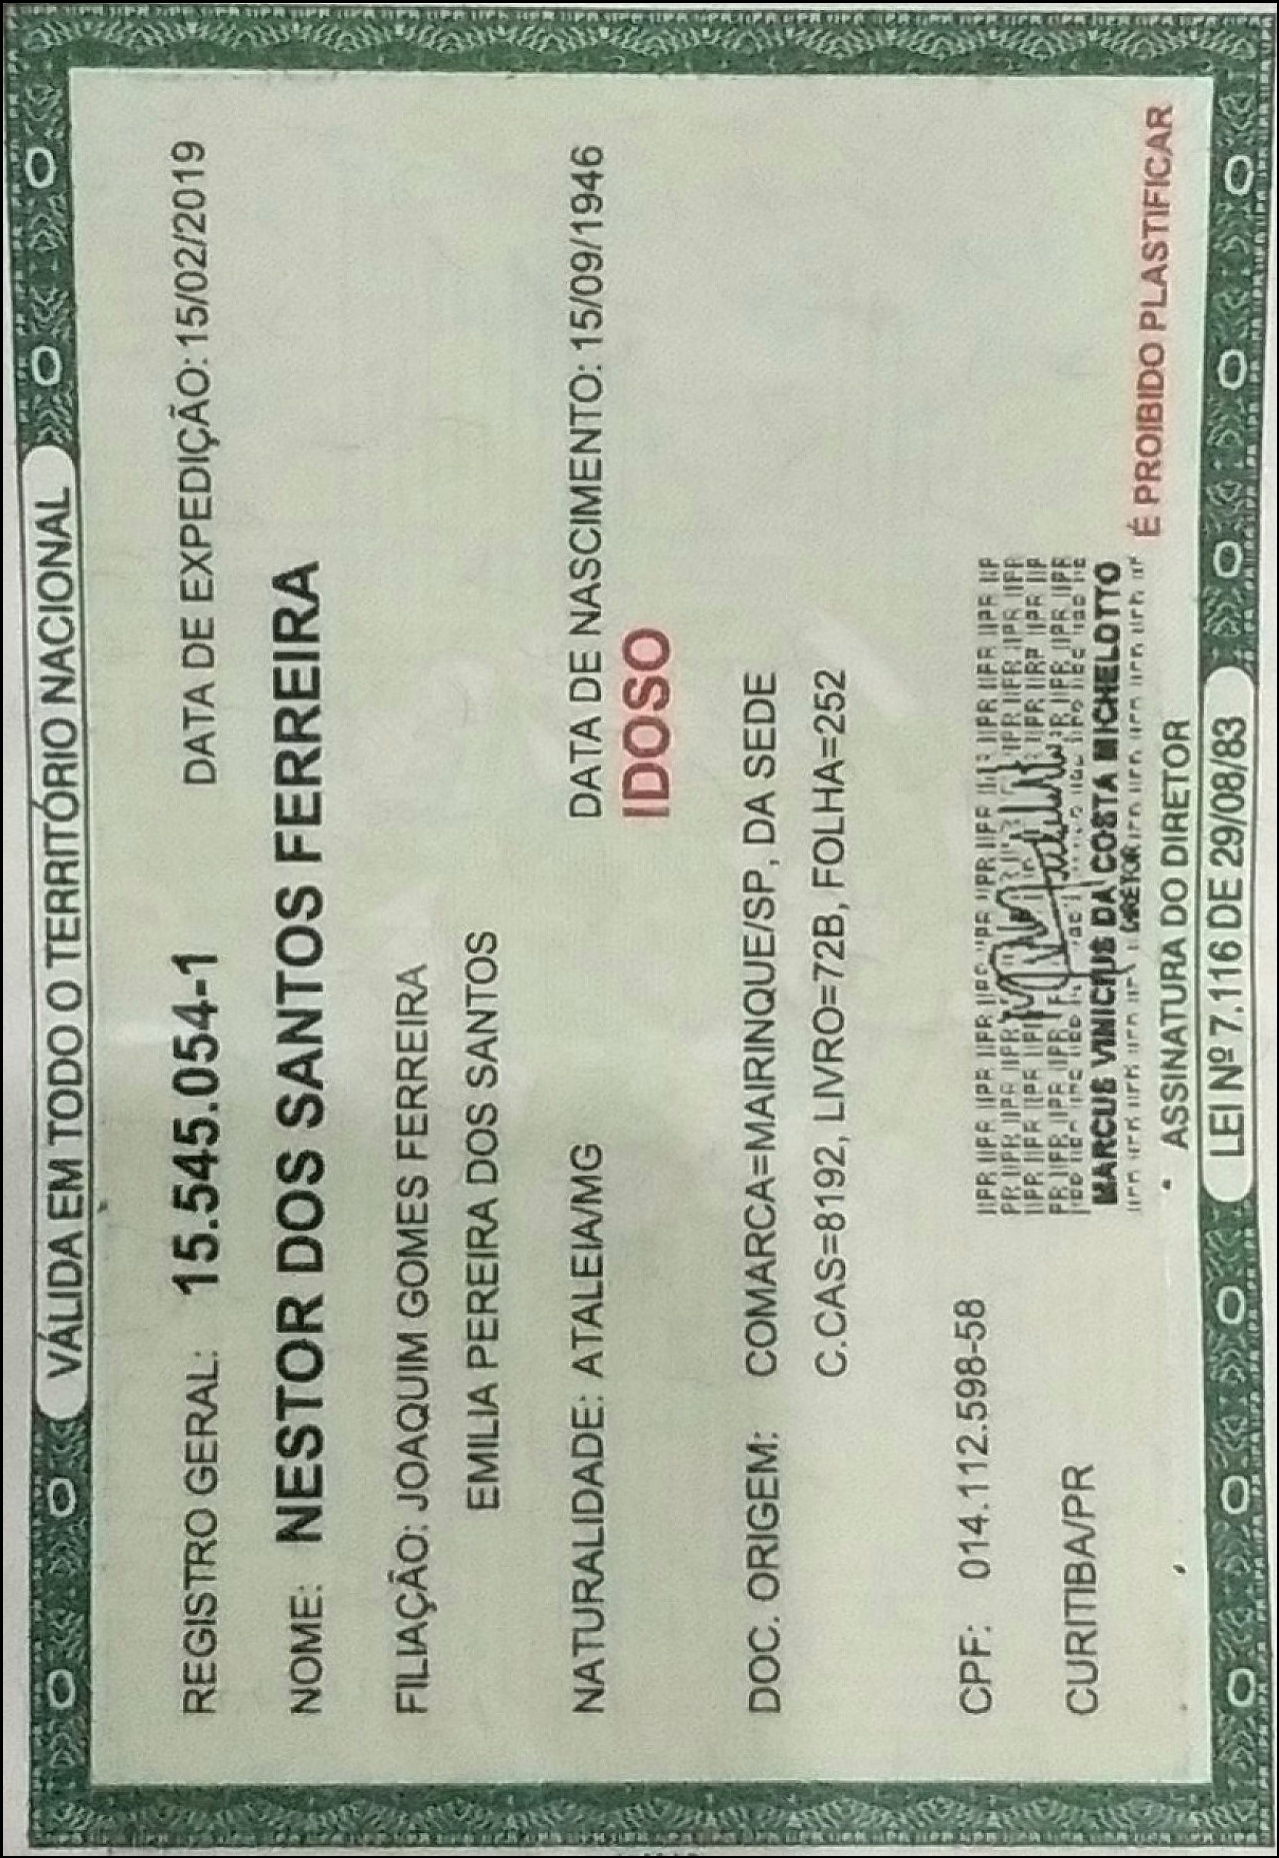 VÁLIDA EM TODO O TERRITÓRIO NACIONAL
REGISTRO GERAL: 15.545.054-1 DATA DE EXPEDIÇÃO: 15/02/2019
NOME: NESTOR DOS SANTOS FERREIRA
FILIAÇÃO: JOAQUIM GOMES FERREIRA
EMILIA PEREIRA DOS SANTOS
NATURALIDADE: ATALEIA/MG DATA DE NASCIMENTO: 15/09/1946
IDOSO
DOC. ORIGEM: COMARCA=MAIRINQUE/SP, DA SEDE
C.CAS=8192, LIVRO=72B, FOLHA=252
CPF: 014.112.598-58
CURITIBA/PR
MARCUS VINICIUS DA COSTA MICHELOTTO
DIRETOR
É PROIBIDO PLASTIFICAR
ASSINATURA DO DIRETOR
LEI Nº 7.116 DE 29/08/83